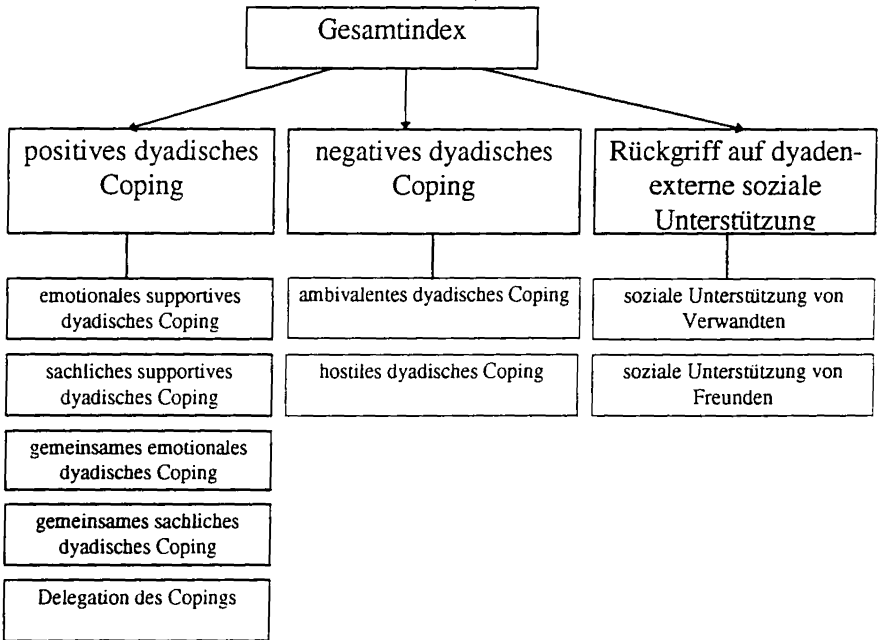 Gesamtindex
positives dyadisches
Coping
negatives dyadisches
Coping
Rückgriff auf dyaden-
externe soziale
Unterstützung
emotionales supportives
dyadisches Coping
sachliches supportives
dyadisches Coping
gemeinsames emotionales
dyadisches Coping
gemeinsames sachliches
dyadisches Coping
Delegation des Copings
ambivalentes dyadisches Coping
hostiles dyadisches Coping
soziale Unterstützung von
Verwandten
soziale Unterstützung von
Freunden